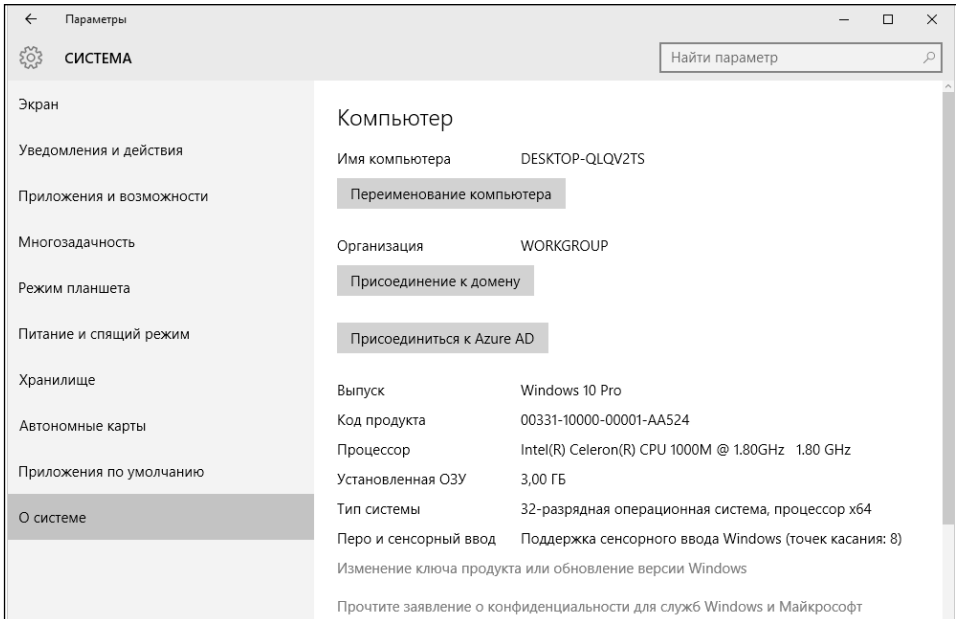 Параметры
СИСТЕМА
Найти параметр
Экран
Уведомления и действия
Приложения и возможности
Многозадачность
Режим планшета
Питание и спящий режим
Хранилище
Автономные карты
Приложения по умолчанию
О системе
Компьютер
Имя компьютера DESKTOP-QLQV2TS
Переименование компьютера
Организация WORKGROUP
Присоединение к домену
Присоединиться к Azure AD
Выпуск Windows 10 Pro
Код продукта 00331-10000-00001-AA524
Процессор Intel(R) Celeron(R) CPU 1000M @ 1.80GHz 1.80 GHz
Установленная ОЗУ 3,00 ГБ
Тип системы 32-разрядная операционная система, процессор x64
Перо и сенсорный ввод Поддержка сенсорного ввода Windows (точек касания: 8)
Изменение ключа продукта или обновление версии Windows
Прочтите заявление о конфиденциальности для служб Windows и Майкрософт